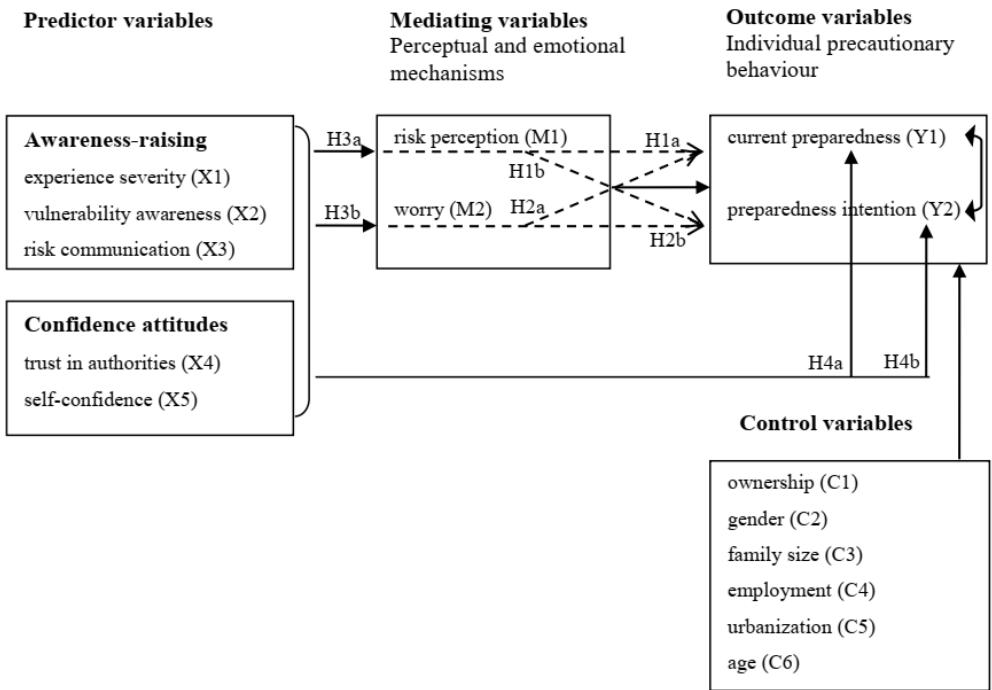 Predictor variables
Mediating variables
Perceptual and emotional
mechanisms
Outcome variables
Individual precautionary
behaviour
Awareness-raising
experience severity (X1)
vulnerability awareness (X2)
risk communication (X3)
Confidence attitudes
trust in authorities (X4)
self-confidence (X5)
H3a
H3b
risk perception (M1)
worry (M2)
H1a
H1b
H2a
H2b
current preparedness (Y1)
preparedness intention (Y2)
H4a
H4b
Control variables
ownership (C1)
gender (C2)
family size (C3)
employment (C4)
urbanization (C5)
age (C6)